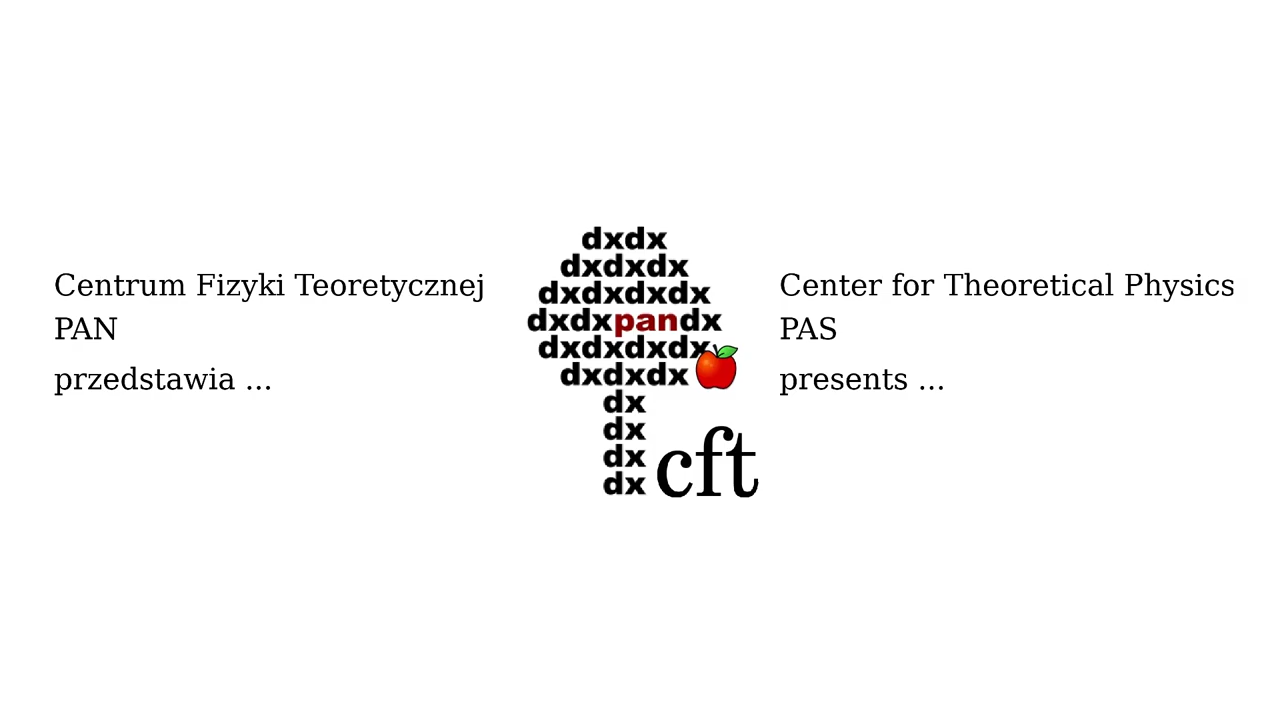 Centrum Fizyki Teoretycznej
PAN
przedstawia ...
dxdx
dxdxdx
dxdxdxdx
dxdxpandx
dxdxdxdx
dxdxdx
dx
dx
dx
dx
cft
Center for Theoretical Physics
PAS
presents ...